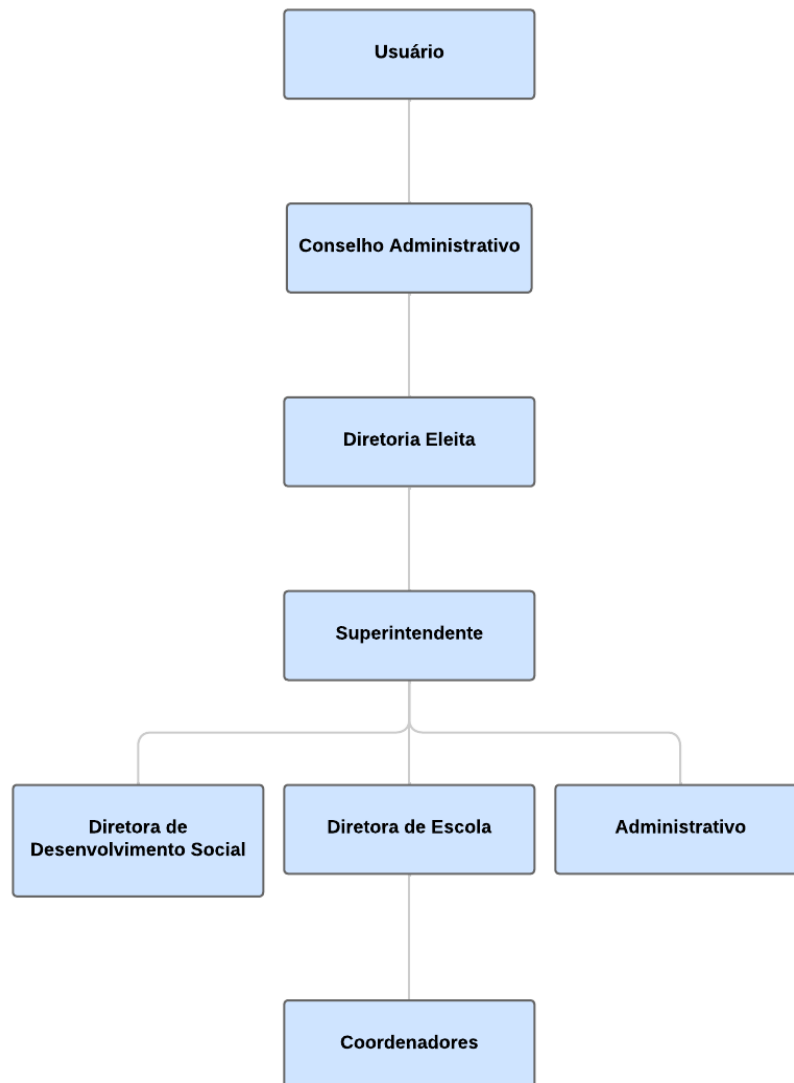 Usuário
Conselho Administrativo
Diretoria Eleita
Superintendente
Diretora de
Desenvolvimento Social
Diretora de Escola
Administrativo
Coordenadores